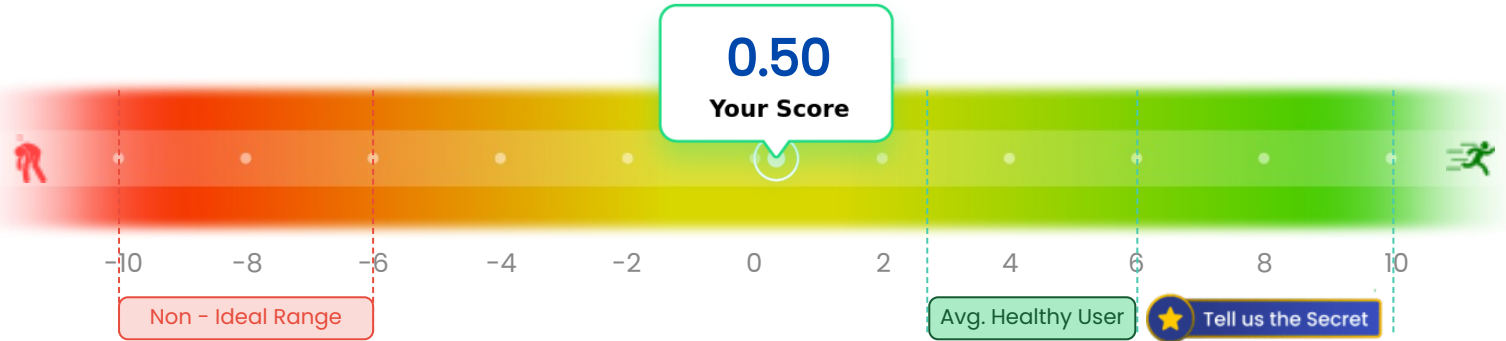 0.50
Your Score
-10 -8 -6 -4 -2 0 2 4 6 8 10
Non - Ideal Range
Avg. Healthy User
Tell us the Secret